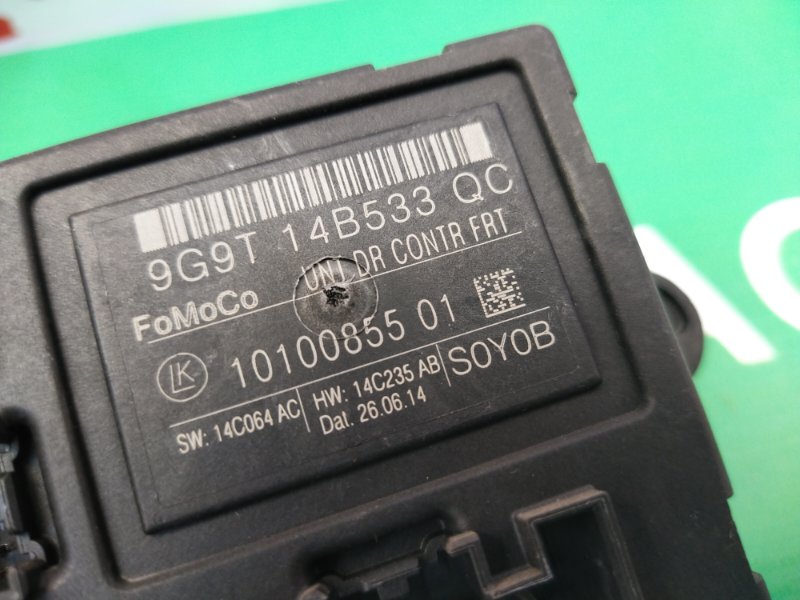 9G9T 14B533 QC
UNI DR CONTR FRT
FoMoCo
LK 10100855 01
SOYOB
SW: 14C064 AC
HW: 14C235 AB
Dat. 26.06.14